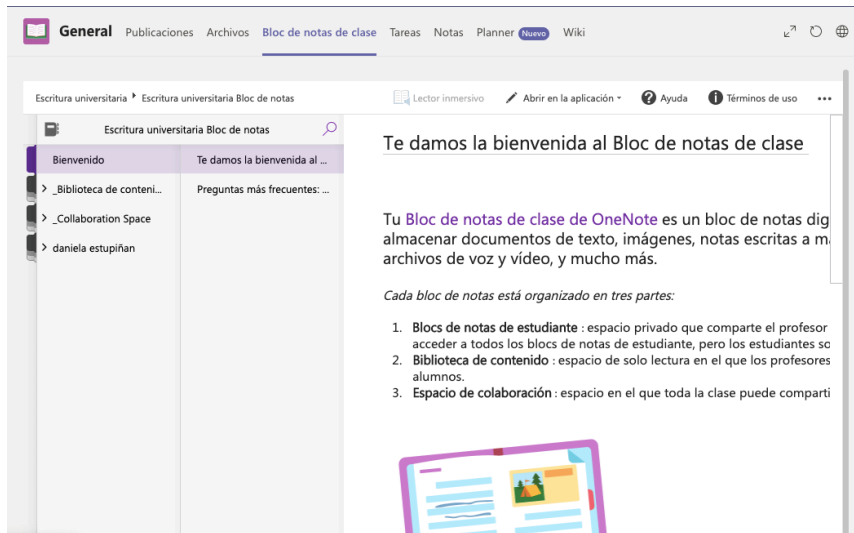 General Publicaciones Archivos Bloc de notas de clase Tareas Notas Planner Nuevo Wiki
Escritura universitaria Escritura universitaria Bloc de notas Lector inmersivo Abrir en la aplicación Ayuda Términos de uso
Escritura universitaria Bloc de notas
Bienvenido
_Biblioteca de conteni...
_Collaboration Space
daniela estupiñan
Te damos la bienvenida al ...
Preguntas más frecuentes: ...
Te damos la bienvenida al Bloc de notas de clase
Tu Bloc de notas de clase de OneNote es un bloc de notas dig
almacenar documentos de texto, imágenes, notas escritas a m
archivos de voz y vídeo, y mucho más.
Cada bloc de notas está organizado en tres partes:
1. Blocs de notas de estudiante : espacio privado que comparte el profesor
acceder a todos los blocs de notas de estudiante, pero los estudiantes so
2. Biblioteca de contenido : espacio de solo lectura en el que los profesores
alumnos.
3. Espacio de colaboración : espacio en el que toda la clase puede comparti